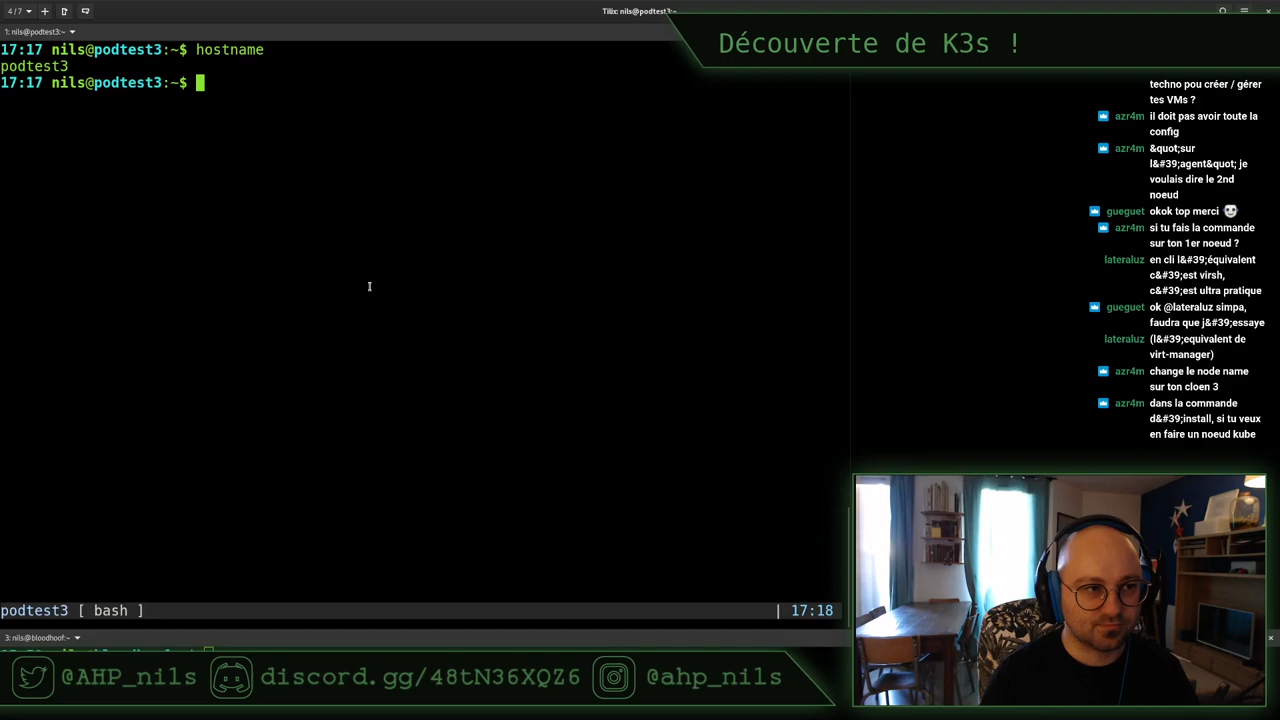 4 / 7
Tilix: nils@podtest3:~
1: nils@podtest3:~
Découverte de K3s !
17:17 nils@podtest3:~$ hostname
podtest3
17:17 nils@podtest3:~$
techno pou créer / gérer
tes VMs ?
azr4m il doit pas avoir toute la
config
azr4m &quot;sur
l&#39;agent&quot; je
voulais dire le 2nd
noeud
gueguet okok top merci
azr4m si tu fais la commande
sur ton 1er noeud ?
lateraluz en cli l&#39;équivalent
c&#39;est virsh,
c&#39;est ultra pratique
gueguet ok @lateraluz simpa,
faudra que j&#39;essaye
lateraluz (l&#39;equivalent de
virt-manager)
azr4m change le node name
sur ton cloen 3
azr4m dans la commande
d&#39;install, si tu veux
en faire un noeud kube
podtest3 [ bash ] | 17:18
3: nils@bloodhoof:~
@AHP_nils discord.gg/48tN36XQZ6 @ahp_nils